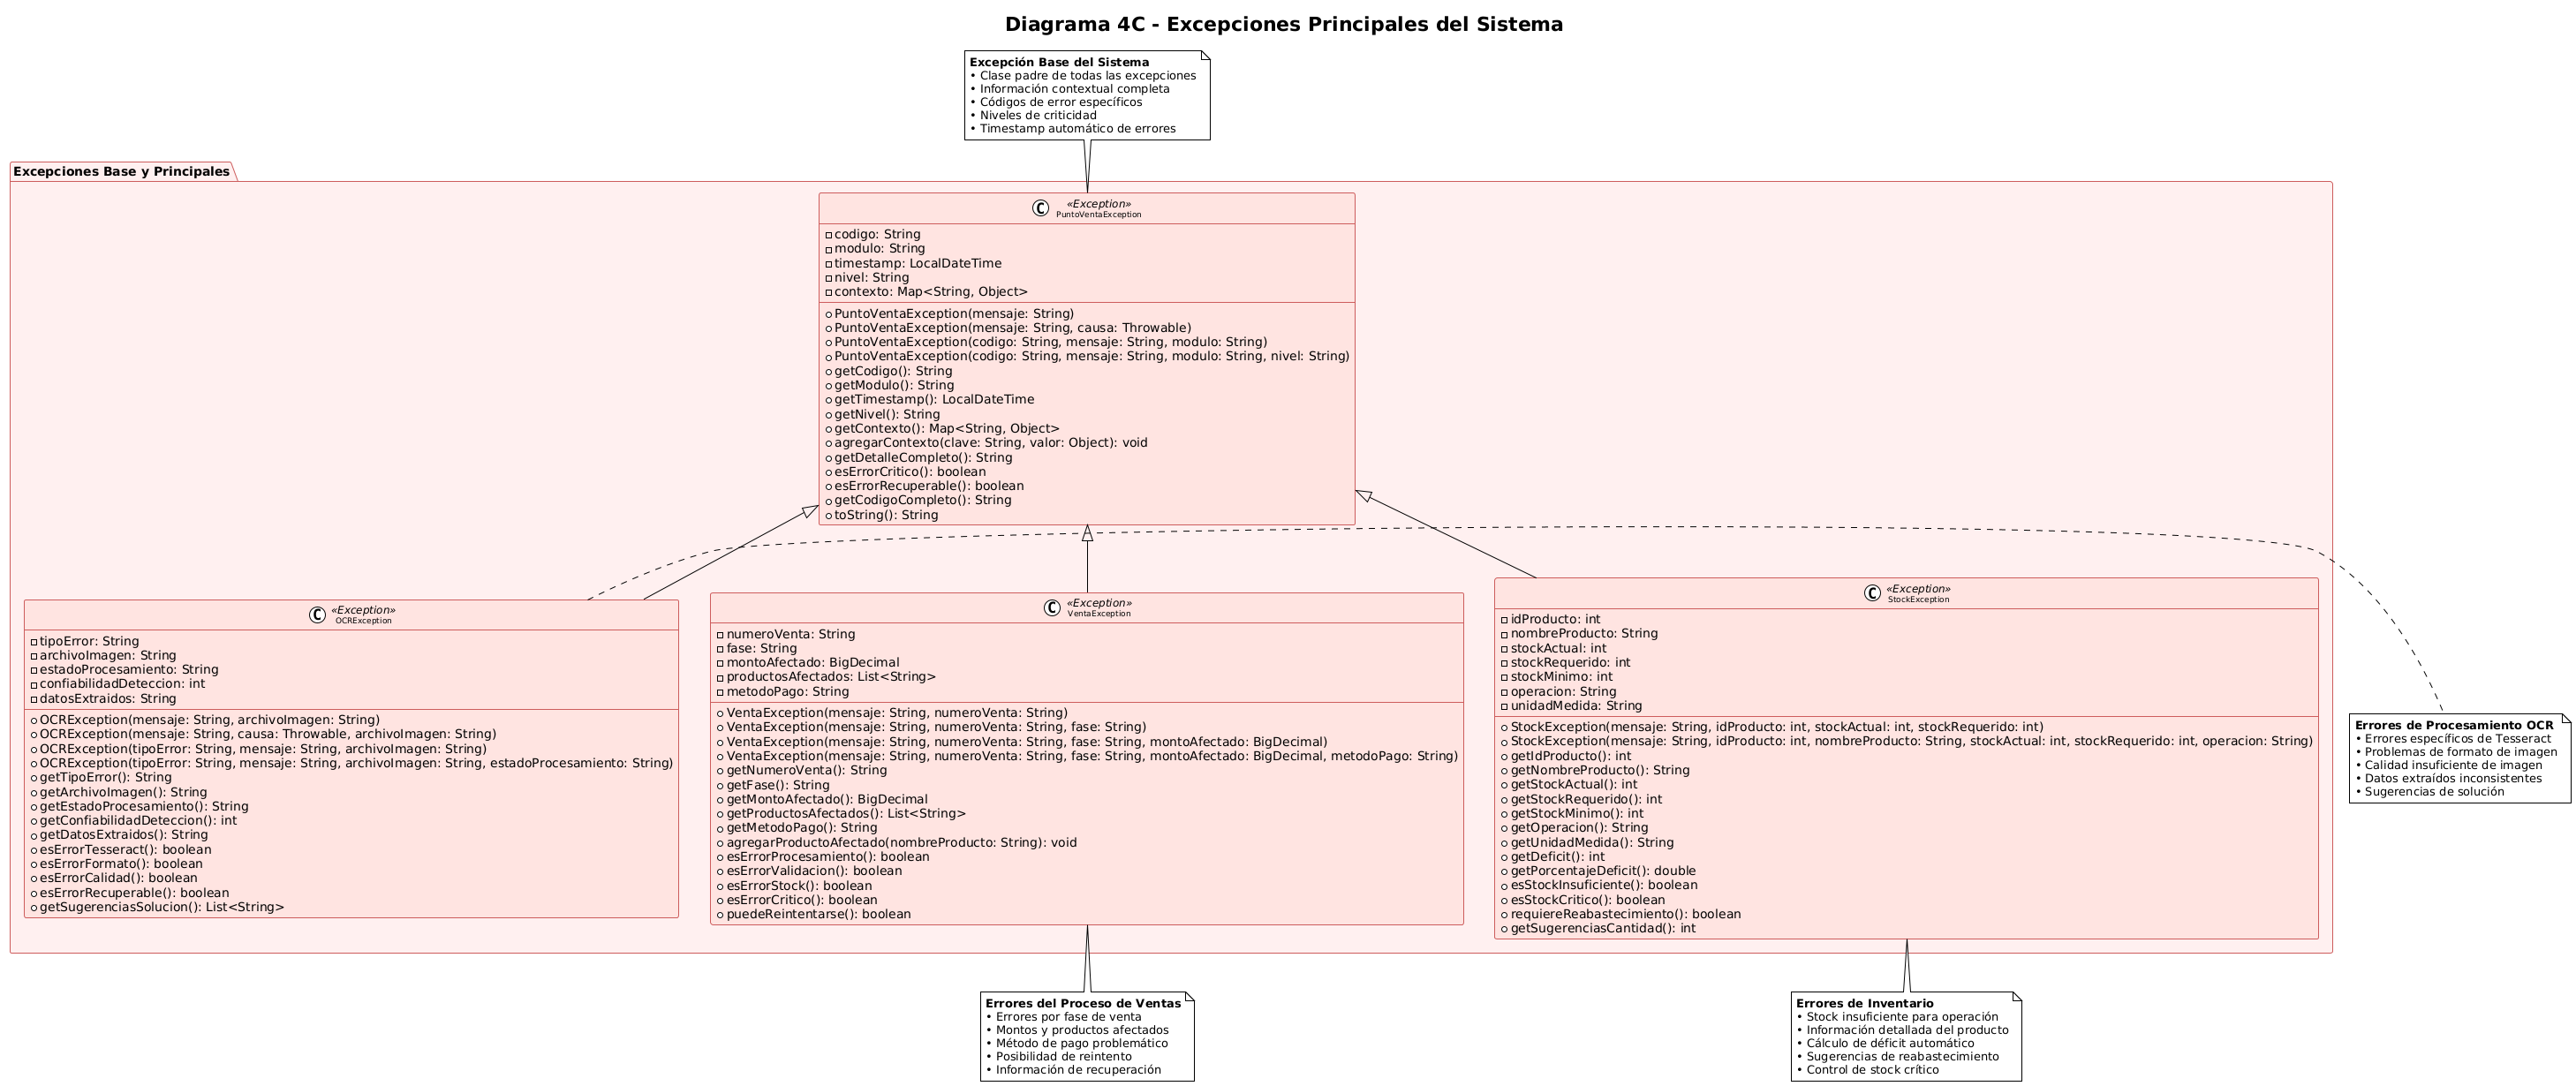 Diagrama 4C - Excepciones Principales del Sistema
Excepción Base del Sistema
• Clase padre de todas las excepciones
• Información contextual completa
• Códigos de error específicos
• Niveles de criticidad
• Timestamp automático de errores
Excepciones Base y Principales
C
«Exception»
PuntoVentaException
codigo: String
modulo: String
timestamp: LocalDateTime
nivel: String
contexto: Map<String, Object>
PuntoVentaException(mensaje: String)
PuntoVentaException(mensaje: String, causa: Throwable)
PuntoVentaException(codigo: String, mensaje: String, modulo: String)
PuntoVentaException(codigo: String, mensaje: String, modulo: String, nivel: String)
getCodigo(): String
getModulo(): String
getTimestamp(): LocalDateTime
getNivel(): String
getContexto(): Map<String, Object>
agregarContexto(clave: String, valor: Object): void
getDetalleCompleto(): String
esErrorCritico(): boolean
esErrorRecuperable(): boolean
getCodigoCompleto(): String
toString(): String
C
«Exception»
OCRException
tipoError: String
archivoImagen: String
estadoProcesamiento: String
confiabilidadDeteccion: int
datosExtraidos: String
OCRException(mensaje: String, archivoImagen: String)
OCRException(mensaje: String, causa: Throwable, archivoImagen: String)
OCRException(tipoError: String, mensaje: String, archivoImagen: String)
OCRException(tipoError: String, mensaje: String, archivoImagen: String, estadoProcesamiento: String)
getTipoError(): String
getArchivoImagen(): String
getEstadoProcesamiento(): String
getConfiabilidadDeteccion(): int
getDatosExtraidos(): String
esErrorTesseract(): boolean
esErrorFormato(): boolean
esErrorCalidad(): boolean
esErrorRecuperable(): boolean
getSugerenciasSolucion(): List<String>
C
«Exception»
VentaException
numeroVenta: String
fase: String
montoAfectado: BigDecimal
productosAfectados: List<String>
metodoPago: String
VentaException(mensaje: String, numeroVenta: String)
VentaException(mensaje: String, numeroVenta: String, fase: String)
VentaException(mensaje: String, numeroVenta: String, fase: String, montoAfectado: BigDecimal)
VentaException(mensaje: String, numeroVenta: String, fase: String, montoAfectado: BigDecimal, metodoPago: String)
getNumeroVenta(): String
getFase(): String
getMontoAfectado(): BigDecimal
getProductosAfectados(): List<String>
getMetodoPago(): String
agregarProductoAfectado(nombreProducto: String): void
esErrorProcesamiento(): boolean
esErrorValidacion(): boolean
esErrorStock(): boolean
esErrorCritico(): boolean
puedeReintentarse(): boolean
C
«Exception»
StockException
idProducto: int
nombreProducto: String
stockActual: int
stockRequerido: int
stockMinimo: int
operacion: String
unidadMedida: String
StockException(mensaje: String, idProducto: int, stockActual: int, stockRequerido: int)
StockException(mensaje: String, idProducto: int, nombreProducto: String, stockActual: int, stockRequerido: int, operacion: String)
getIdProducto(): int
getNombreProducto(): String
getStockActual(): int
getStockRequerido(): int
getStockMinimo(): int
getOperacion(): String
getUnidadMedida(): String
getDeficit(): int
getPorcentajeDeficit(): double
esStockInsuficiente(): boolean
esStockCritico(): boolean
requiereReabastecimiento(): boolean
getSugerenciasCantidad(): int
Errores de Procesamiento OCR
• Errores específicos de Tesseract
• Problemas de formato de imagen
• Calidad insuficiente de imagen
• Datos extraídos inconsistentes
• Sugerencias de solución
Errores del Proceso de Ventas
• Errores por fase de venta
• Montos y productos afectados
• Método de pago problemático
• Posibilidad de reintento
• Información de recuperación
Errores de Inventario
• Stock insuficiente para operación
• Información detallada del producto
• Cálculo de déficit automático
• Sugerencias de reabastecimiento
• Control de stock crítico